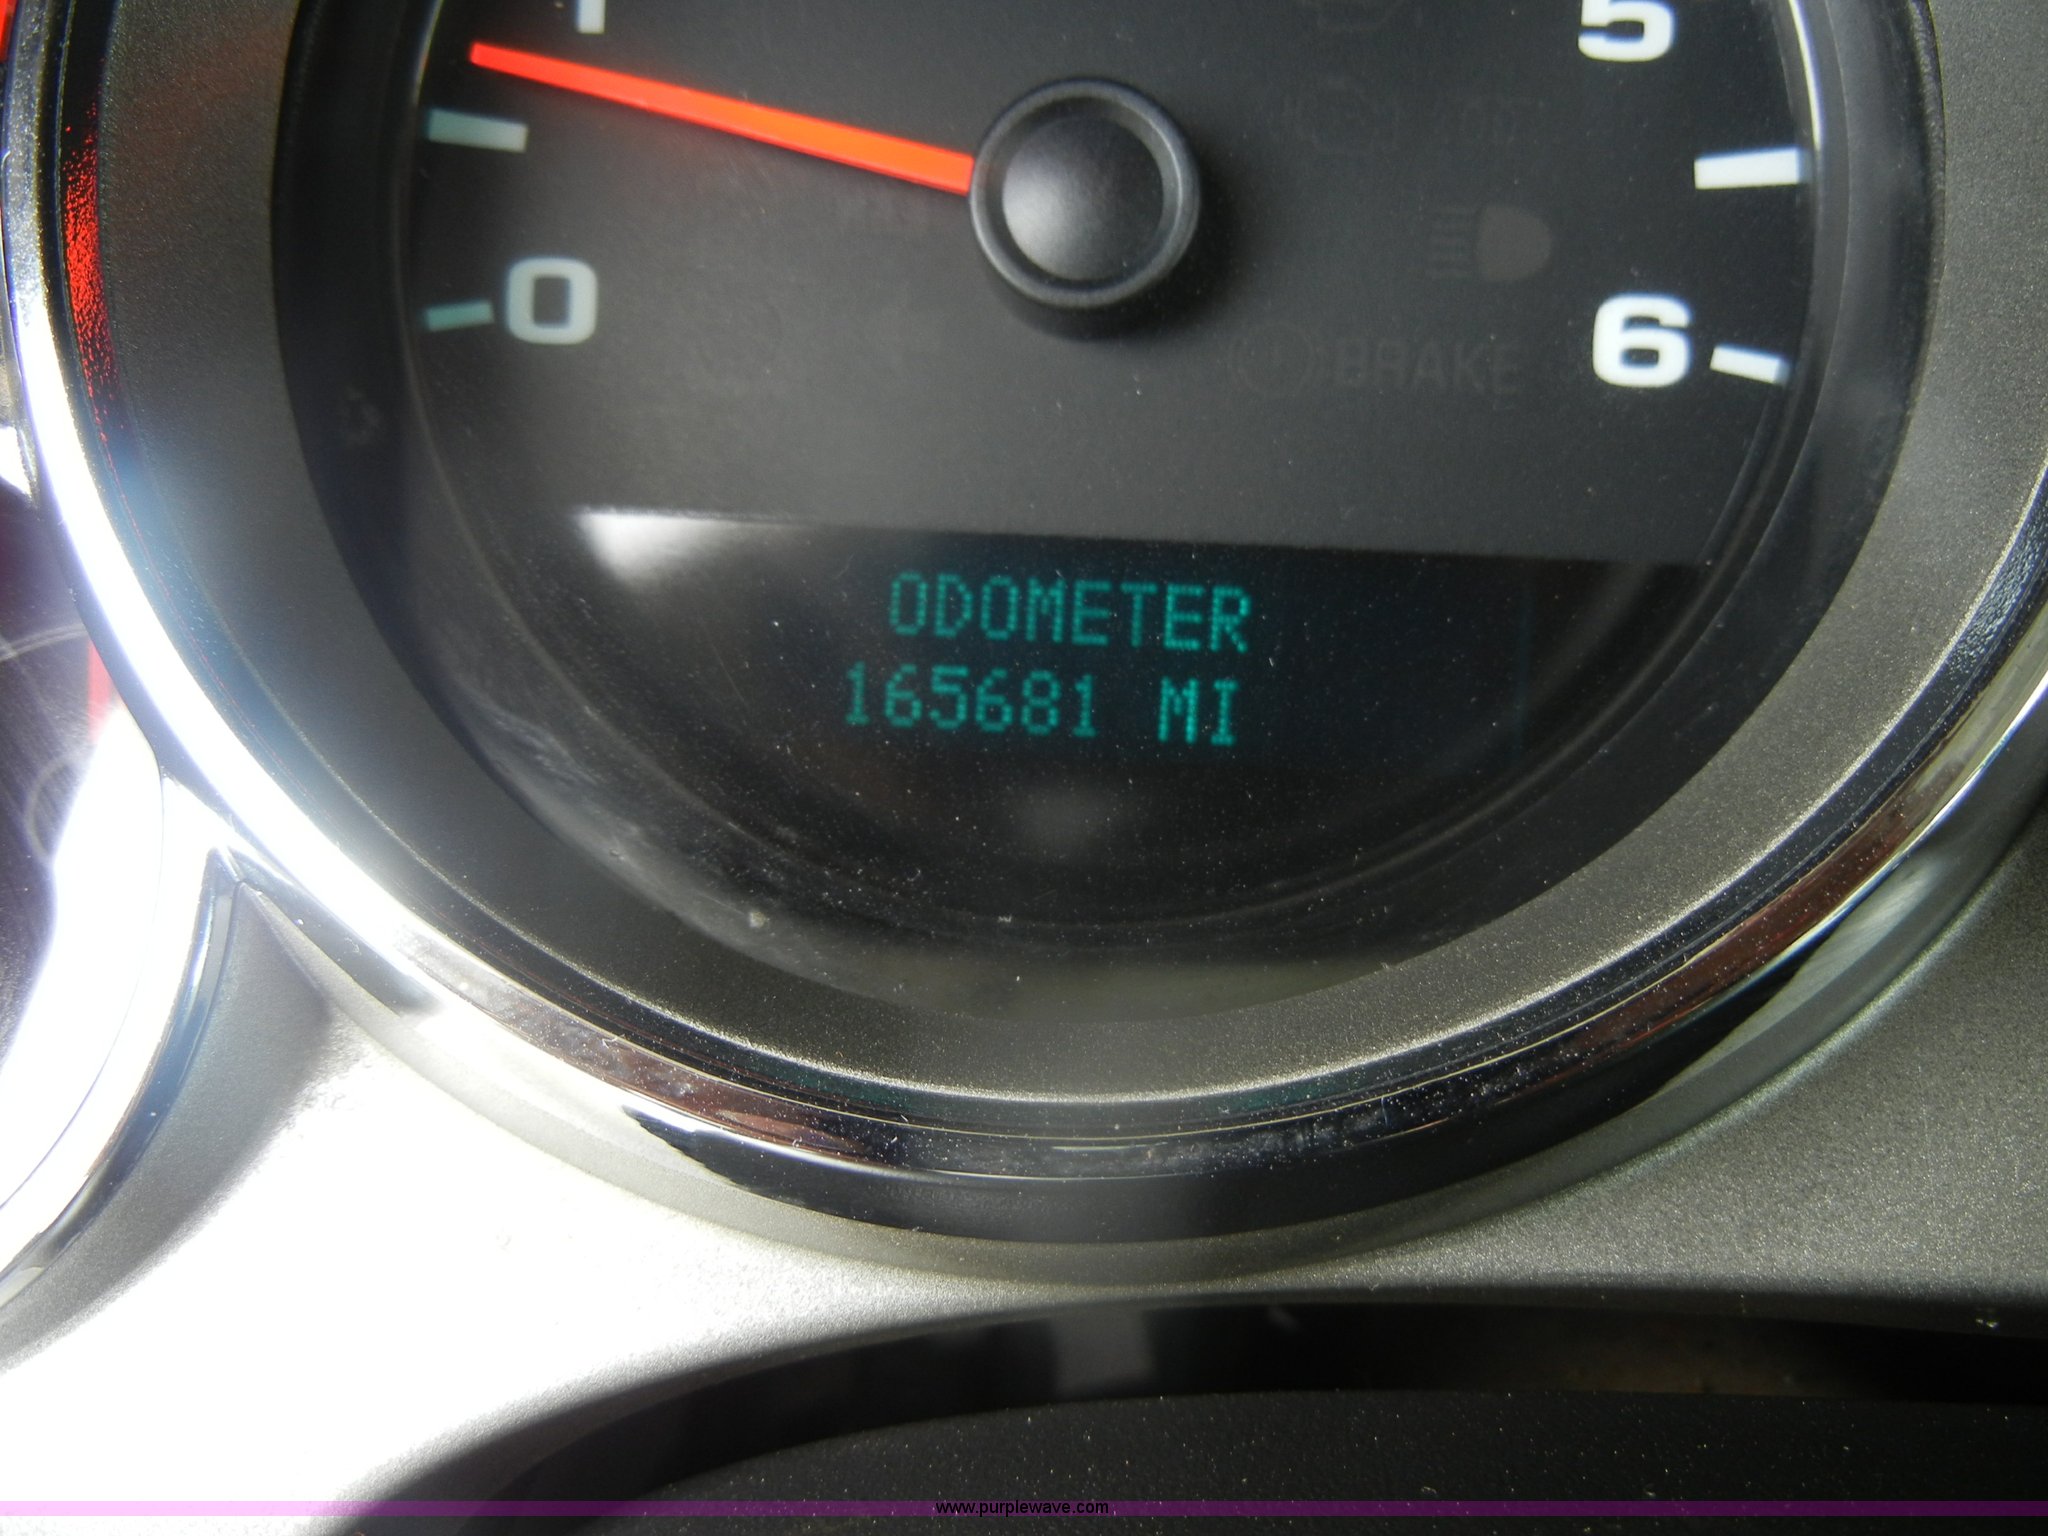 1
5
0
6
BRAKE
ODOMETER
165681 MI
www.purplewave.com